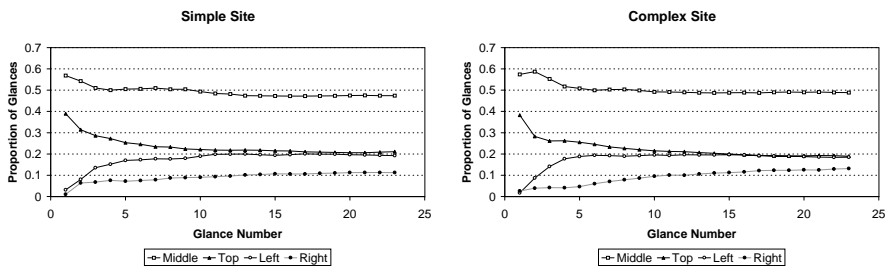 Simple Site
Proportion of Glances
0.7
0.6
0.5
0.4
0.3
0.2
0.1
0
0 5 10 15 20 25
Glance Number
Middle Top Left Right
Complex Site
Proportion of Glances
0.7
0.6
0.5
0.4
0.3
0.2
0.1
0
0 5 10 15 20 25
Glance Number
Middle Top Left Right